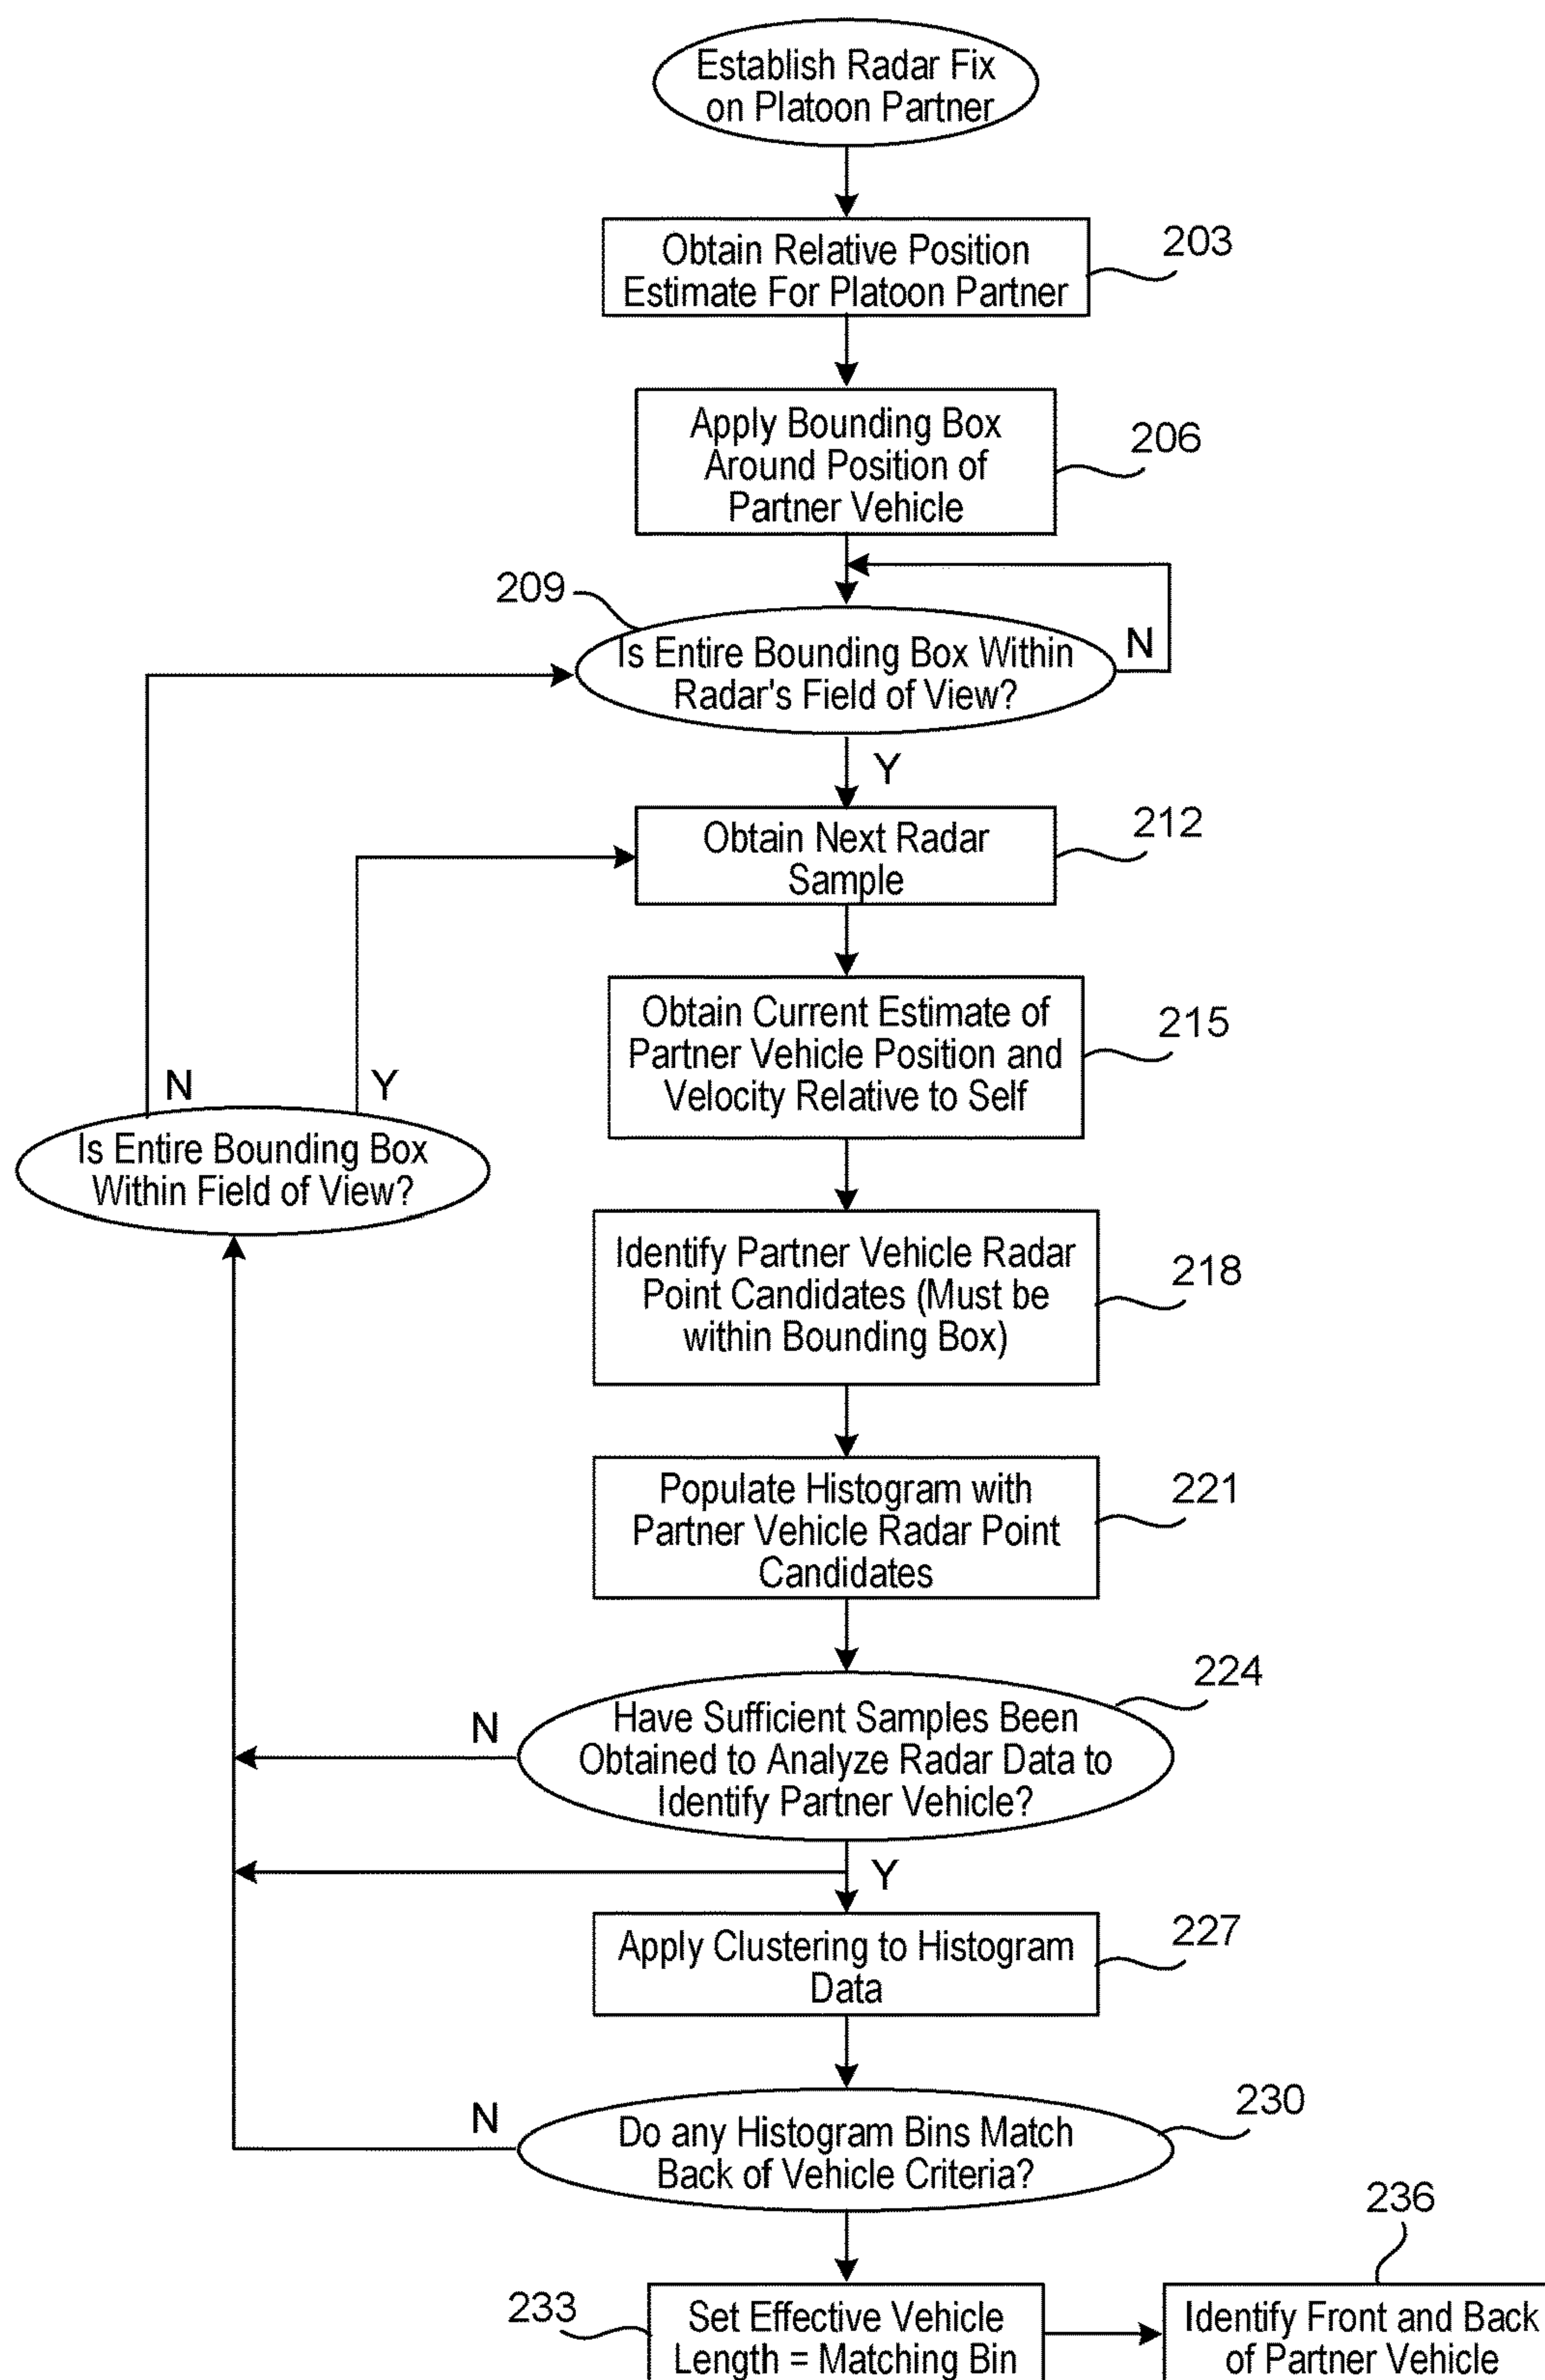 Establish Radar Fix
on Platoon Partner
Obtain Relative Position
Estimate For Platoon Partner
203
Apply Bounding Box
Around Position of
Partner Vehicle
206
209
Is Entire Bounding Box Within
Radar's Field of View?
N
Y
Obtain Next Radar
Sample
212
Obtain Current Estimate of
Partner Vehicle Position and
Velocity Relative to Self
215
N
Y
Is Entire Bounding Box
Within Field of View?
Identify Partner Vehicle Radar
Point Candidates (Must be
within Bounding Box)
218
Populate Histogram with
Partner Vehicle Radar Point
Candidates
221
Have Sufficient Samples Been
Obtained to Analyze Radar Data to
Identify Partner Vehicle?
224
N
Y
Apply Clustering to Histogram
Data
227
Do any Histogram Bins Match
Back of Vehicle Criteria?
230
N
233
Set Effective Vehicle
Length = Matching Bin
236
Identify Front and Back
of Partner Vehicle